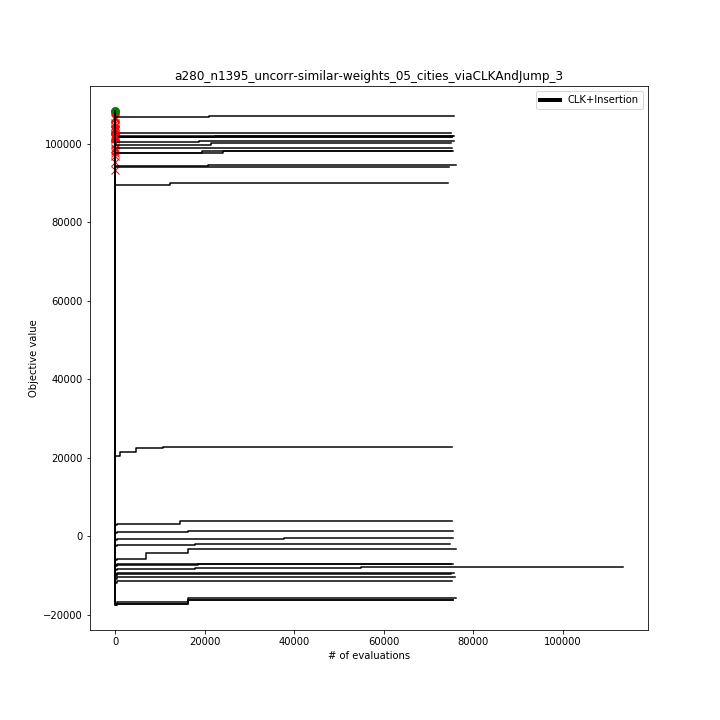 a280_n1395_uncorr-similar-weights_05_cities_viaCLKAndJump_3
CLK+Insertion
100000
80000
60000
40000
20000
0
−20000
Objective value
0 20000 40000 60000 80000 100000
# of evaluations